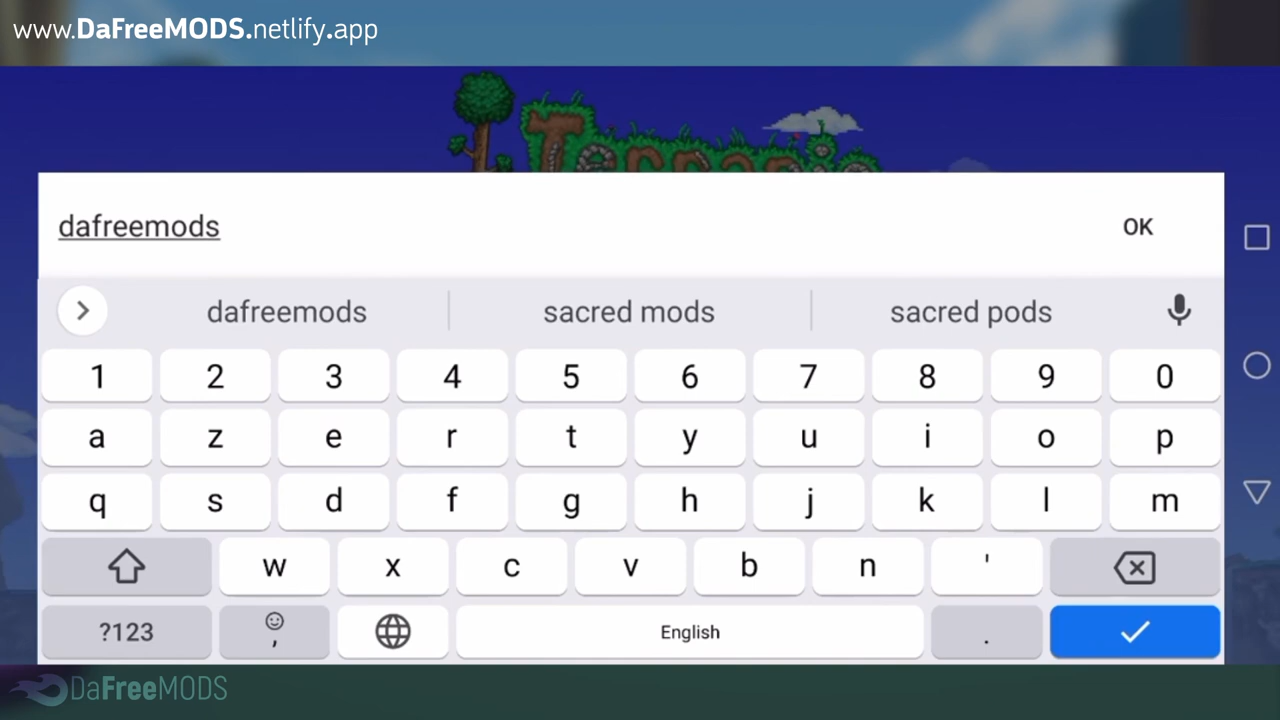 www.DaFreeMODS.netlify.app
Terraria
dafreemods
OK
dafreemods sacred mods sacred pods
1 2 3 4 5 6 7 8 9 0
a z e r t y u i o p
q s d f g h j k l m
w x c v b n '
?123 , English .
DaFreeMODS